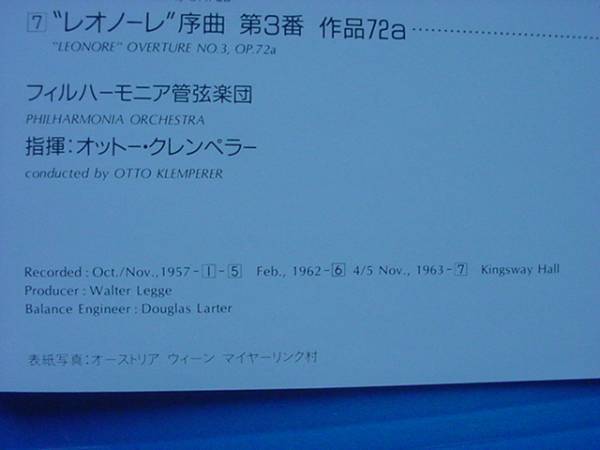 7 "レオノーレ"序曲 第3番 作品72a
"LEONORE" OVERTURE NO.3, OP.72a
フィルハーモニア管弦楽団
PHILHARMONIA ORCHESTRA
指揮：オットー・クレンペラー
conducted by OTTO KLEMPERER
Recorded : Oct./Nov., 1957-1-5 Feb., 1962-6 4/5 Nov., 1963-7 Kingsway Hall
Producer : Walter Legge
Balance Engineer : Douglas Larter
表紙写真：オーストリア ウィーン マイヤーリンク村